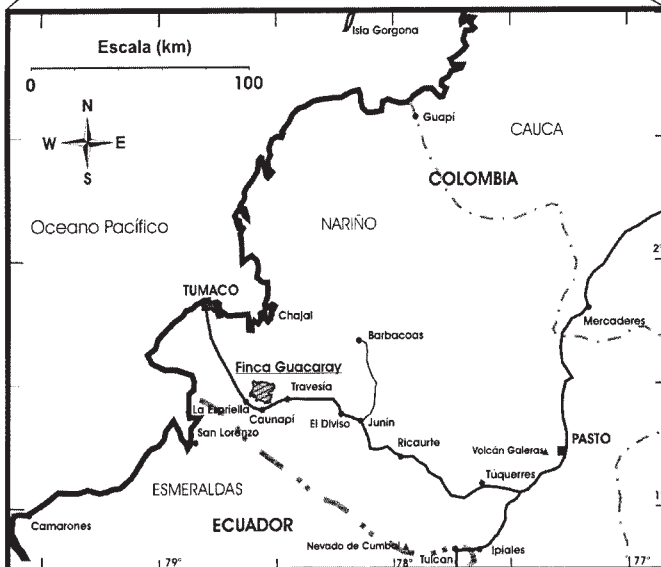 Isla Gorgona
Escala (km)
0 100
N
W E
S
Guapí
CAUCA
COLOMBIA
Oceano Pacífico
NARIÑO
2°
TUMACO
Chajal
Mercaderes
Barbacoas
Finca Guacaray
Travesía
La Espriella
Caunapí
El Diviso
Junín
San Lorenzo
Ricaurte
Volcán Galeras
PASTO
Túquerres
ESMERALDAS
1
Camarones
ECUADOR
Nevado de Cumbal
Tulcan
Ipiales
79°
78°
77°